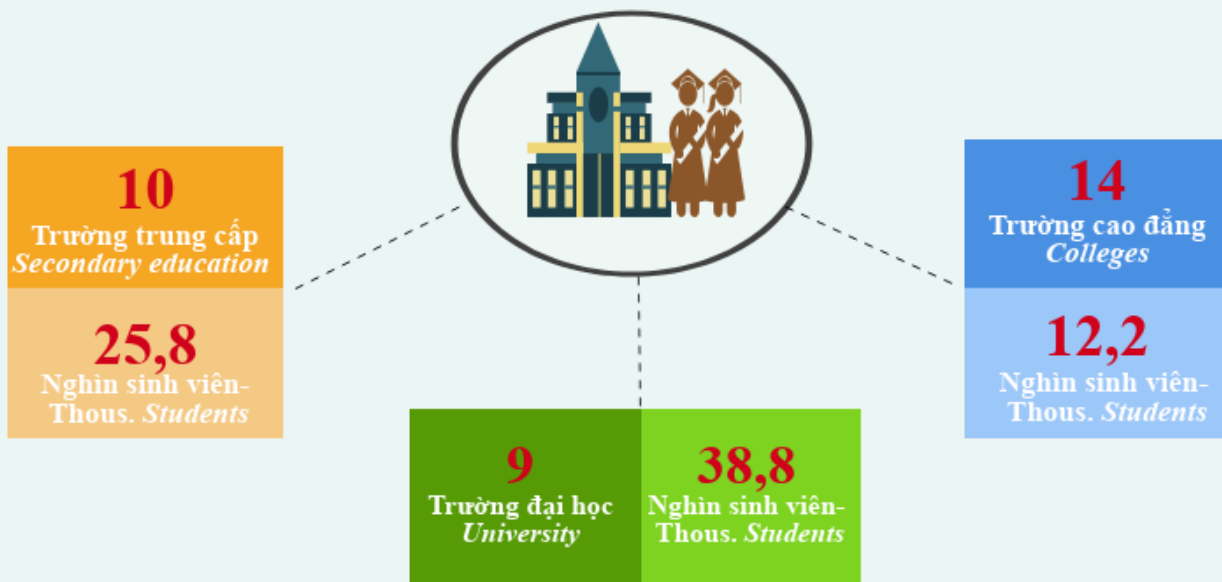 10
Trường trung cấp
Secondary education
25,8
Nghìn sinh viên-
Thous. Students
9
Trường đại học
University
38,8
Nghìn sinh viên-
Thous. Students
14
Trường cao đẳng
Colleges
12,2
Nghìn sinh viên-
Thous. Students